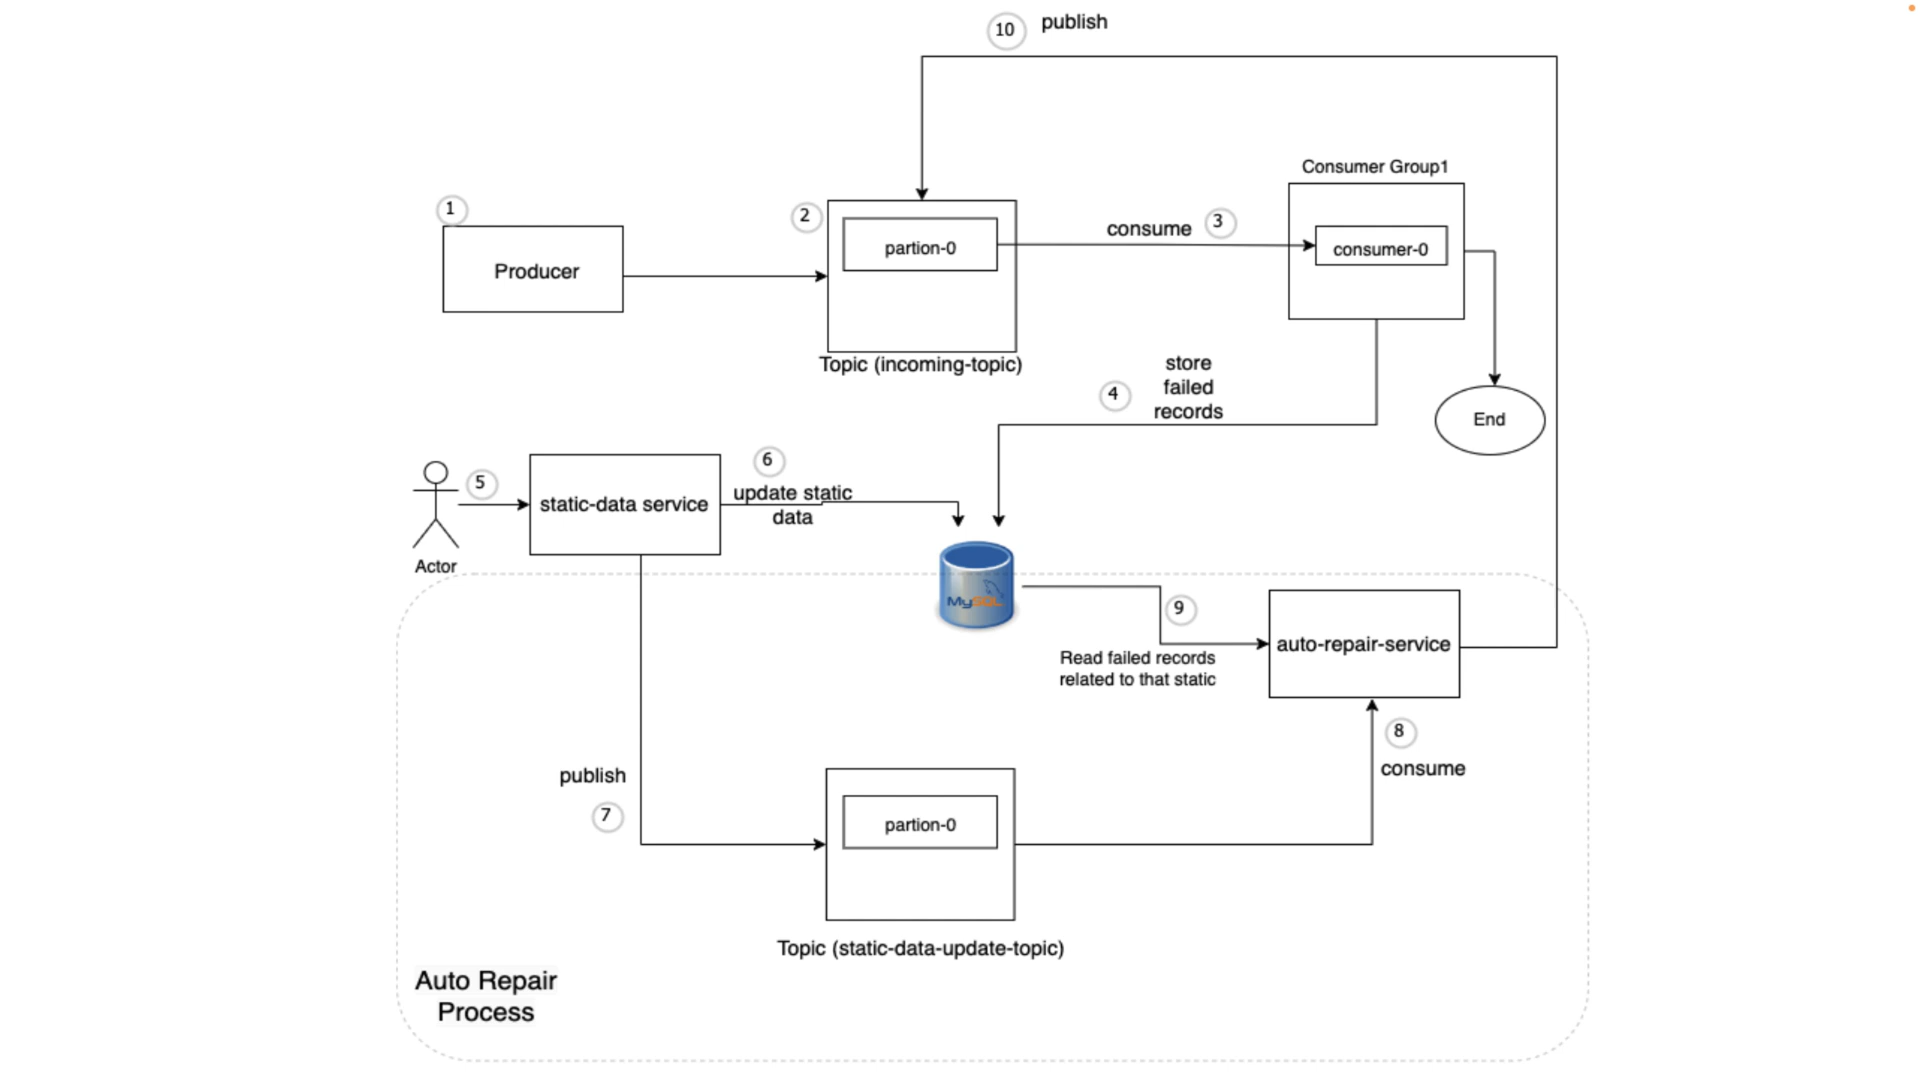 10
publish
Consumer Group1
1
2
consume
3
Producer
partion-0
consumer-0
Topic (incoming-topic)
store
failed
records
4
End
5
static-data service
6
update static
data
Actor
MySQL
9
Read failed records
related to that static
auto-repair-service
8
consume
publish
7
partion-0
Topic (static-data-update-topic)
Auto Repair
Process